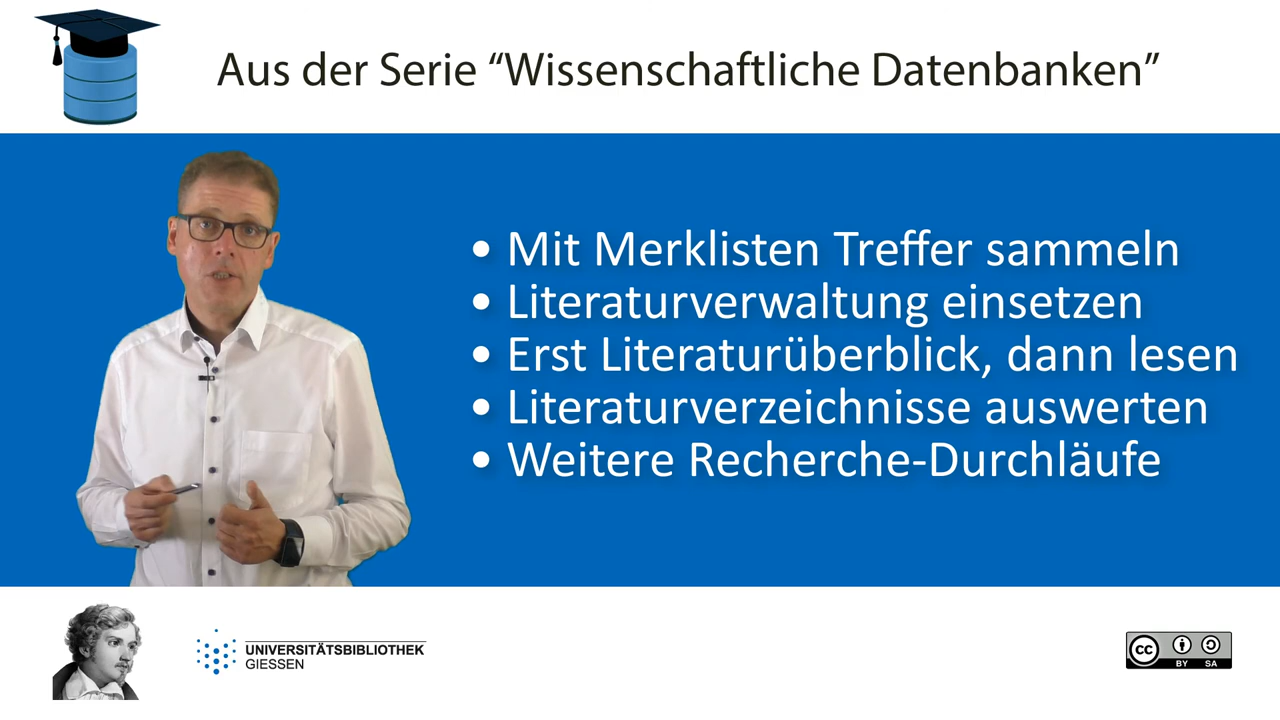 Aus der Serie “Wissenschaftliche Datenbanken”
• Mit Merklisten Treffer sammeln
• Literaturverwaltung einsetzen
• Erst Literaturüberblick, dann lesen
• Literaturverzeichnisse auswerten
• Weitere Recherche-Durchläufe
UNIVERSITÄTSBIBLIOTHEK
GIESSEN
cc BY SA